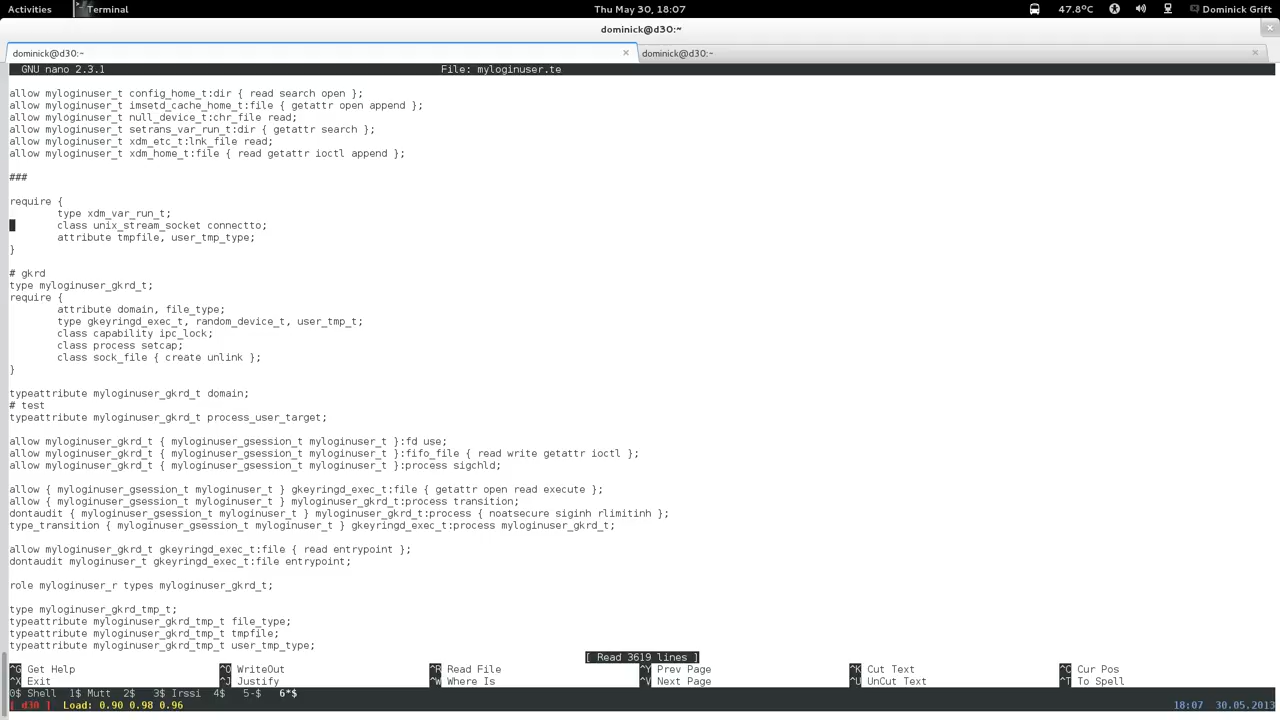 Activities Terminal Thu May 30, 18:07 47.8°C Dominick Grift
dominick@d30:~
dominick@d30:~ × dominick@d30:~ ×
GNU nano 2.3.1 File: myloginuser.te
allow myloginuser_t config_home_t:dir { read search open };
allow myloginuser_t imsetd_cache_home_t:file { getattr open append };
allow myloginuser_t null_device_t:chr_file read;
allow myloginuser_t setrans_var_run_t:dir { getattr search };
allow myloginuser_t xdm_etc_t:lnk_file read;
allow myloginuser_t xdm_home_t:file { read getattr ioctl append };
###
require {
type xdm_var_run_t;
class unix_stream_socket connectto;
attribute tmpfile, user_tmp_type;
}
# gkrd
type myloginuser_gkrd_t;
require {
attribute domain, file_type;
type gkeyringd_exec_t, random_device_t, user_tmp_t;
class capability ipc_lock;
class process setcap;
class sock_file { create unlink };
}
typeattribute myloginuser_gkrd_t domain;
# test
typeattribute myloginuser_gkrd_t process_user_target;
allow myloginuser_gkrd_t { myloginuser_gsession_t myloginuser_t }:fd use;
allow myloginuser_gkrd_t { myloginuser_gsession_t myloginuser_t }:fifo_file { read write getattr ioctl };
allow myloginuser_gkrd_t { myloginuser_gsession_t myloginuser_t }:process sigchld;
allow { myloginuser_gsession_t myloginuser_t } gkeyringd_exec_t:file { getattr open read execute };
allow { myloginuser_gsession_t myloginuser_t } myloginuser_gkrd_t:process transition;
dontaudit { myloginuser_gsession_t myloginuser_t } myloginuser_gkrd_t:process { noatsecure siginh rlimitinh };
type_transition { myloginuser_gsession_t myloginuser_t } gkeyringd_exec_t:process myloginuser_gkrd_t;
allow myloginuser_gkrd_t gkeyringd_exec_t:file { read entrypoint };
dontaudit myloginuser_t gkeyringd_exec_t:file entrypoint;
role myloginuser_r types myloginuser_gkrd_t;
type myloginuser_gkrd_tmp_t;
typeattribute myloginuser_gkrd_tmp_t file_type;
typeattribute myloginuser_gkrd_tmp_t tmpfile;
typeattribute myloginuser_gkrd_tmp_t user_tmp_type;
[ Read 3619 lines ]
^G Get Help ^O WriteOut ^R Read File ^Y Prev Page ^K Cut Text ^C Cur Pos
^X Exit ^J Justify ^W Where Is ^V Next Page ^U UnCut Text ^T To Spell
0$ Shell 1$ Mutt 2$ 3$ Irssi 4$ 5-$ 6*$
[ d30 ] Load: 0.90 0.98 0.96 18:07 30.05.2013